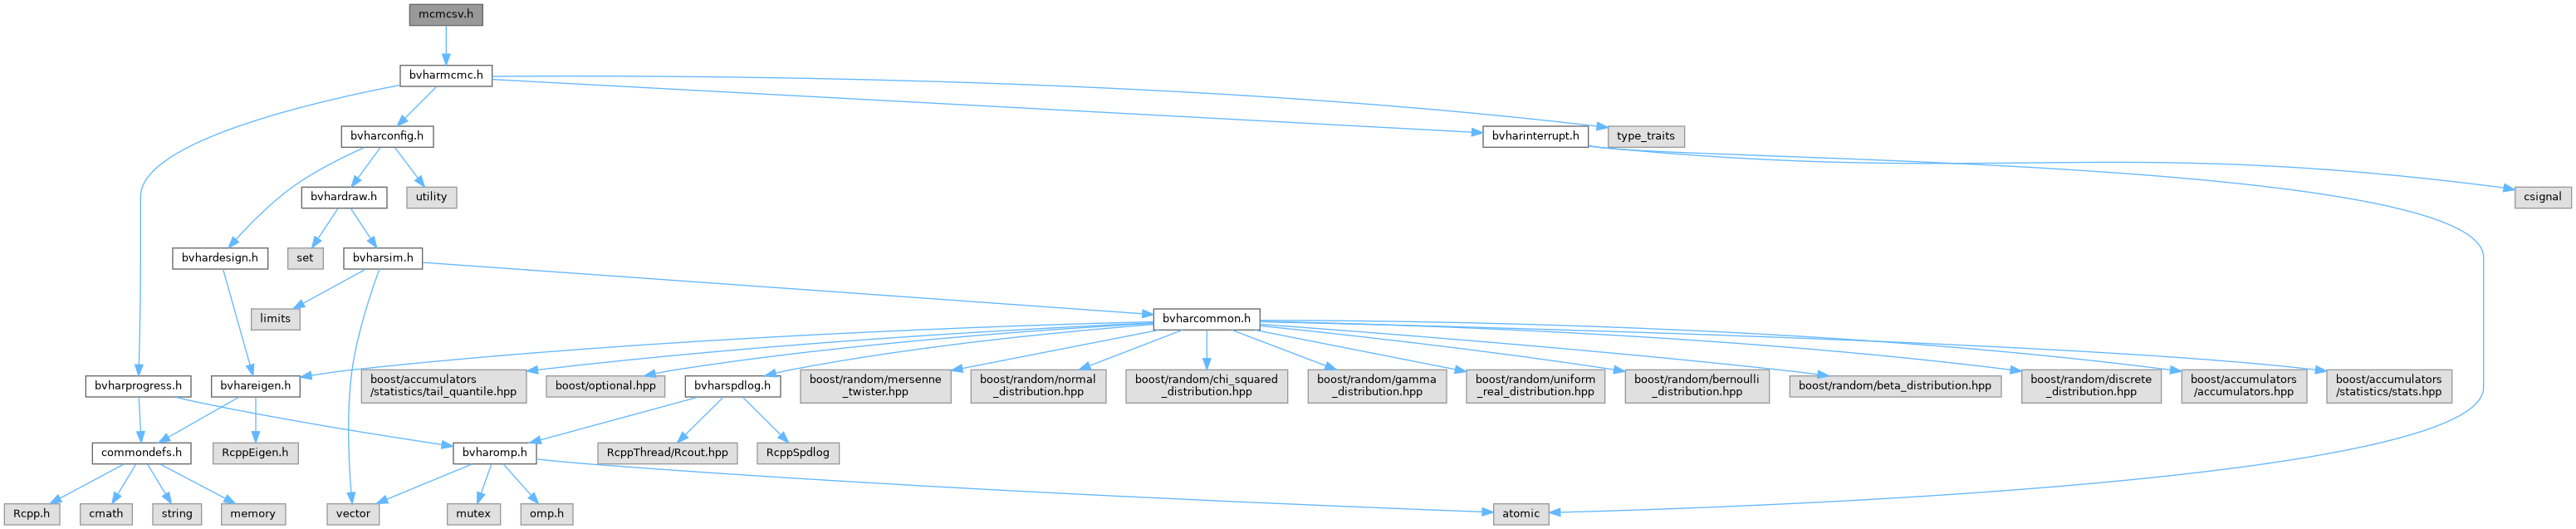 mcmcsv.h
bvharmcmc.h
bvharconfig.h
bvharinterrupt.h
type_traits
bvhardraw.h
utility
csignal
bvhardesign.h
set
bvharsim.h
limits
bvharcommon.h
bvharprogress.h
bvhareigen.h
boost/accumulators
/statistics/tail_quantile.hpp
boost/optional.hpp
bvharspdlog.h
boost/random/mersenne
_twister.hpp
boost/random/normal
_distribution.hpp
boost/random/chi_squared
_distribution.hpp
boost/random/gamma
_distribution.hpp
boost/random/uniform
_real_distribution.hpp
boost/random/bernoulli
_distribution.hpp
boost/random/beta_distribution.hpp
boost/random/discrete
_distribution.hpp
boost/accumulators
/accumulators.hpp
boost/accumulators
/statistics/stats.hpp
commondefs.h
RcppEigen.h
bvharomp.h
RcppThread/Rcout.hpp
RcppSpdlog
Rcpp.h
cmath
string
memory
vector
mutex
omp.h
atomic